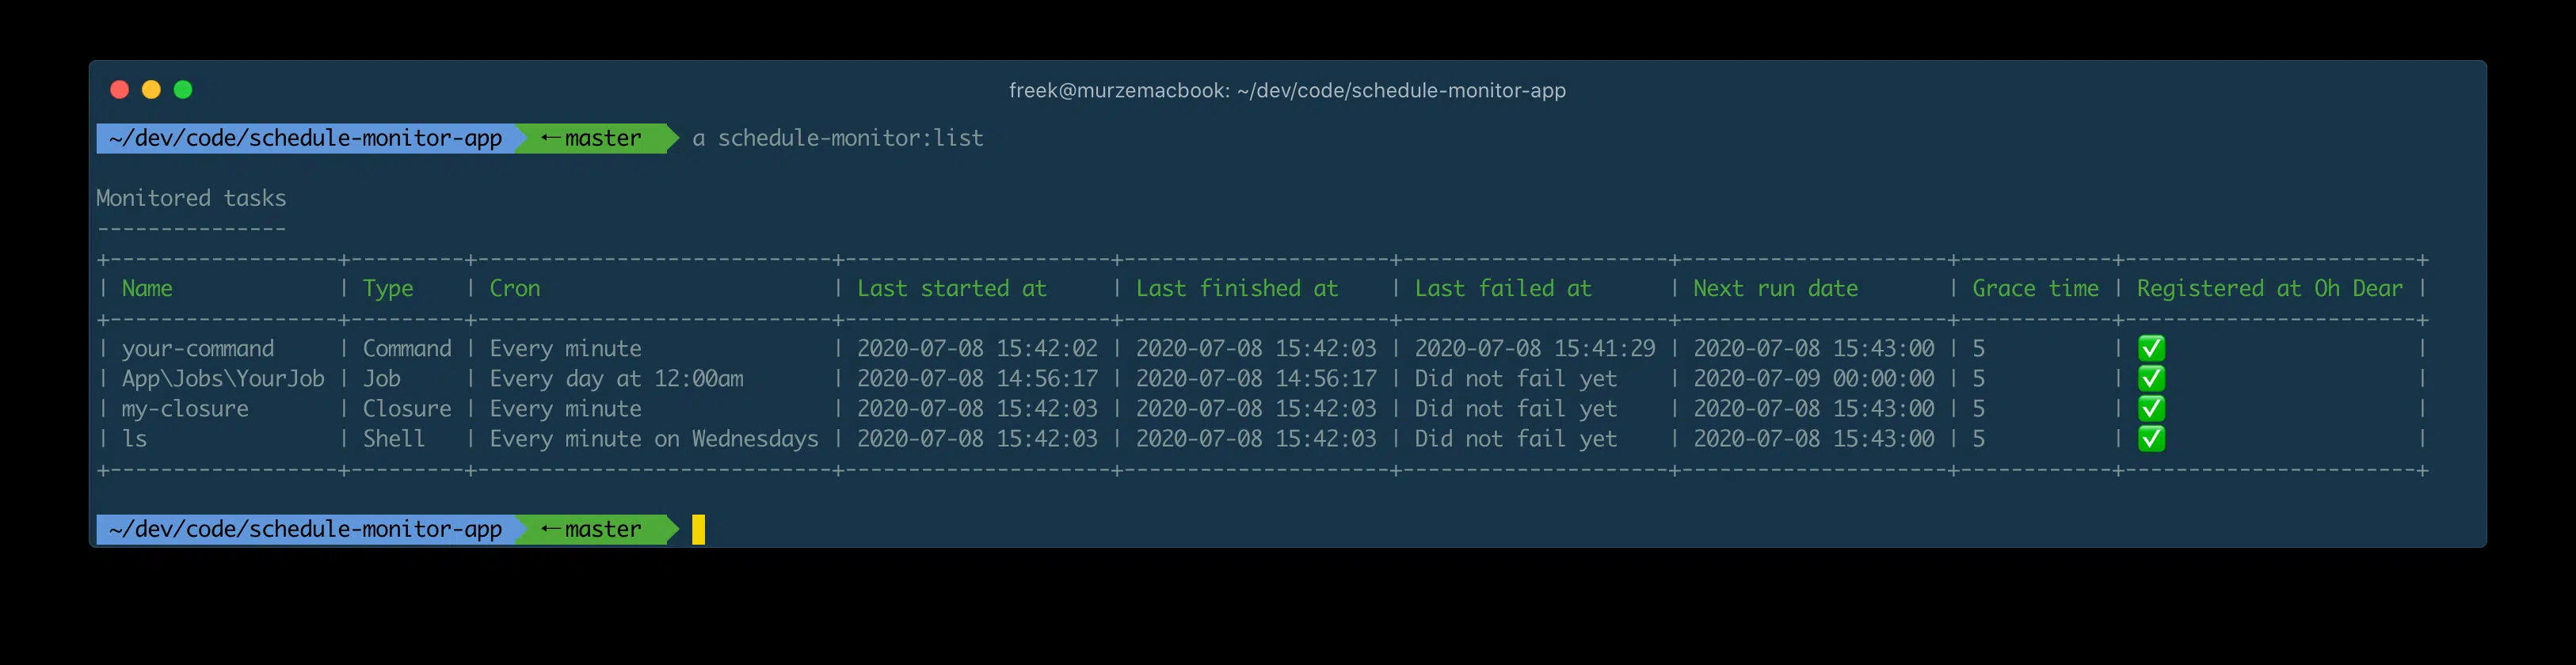 freek@murzemacbook: ~/dev/code/schedule-monitor-app
~/dev/code/schedule-monitor-app ←master a schedule-monitor:list
Monitored tasks
---------------
+------------------+---------+----------------------------+---------------------+---------------------+---------------------+---------------------+------------+-----------------------+
| Name | Type | Cron | Last started at | Last finished at | Last failed at | Next run date | Grace time | Registered at Oh Dear |
+------------------+---------+----------------------------+---------------------+---------------------+---------------------+---------------------+------------+-----------------------+
| your-command | Command | Every minute | 2020-07-08 15:42:02 | 2020-07-08 15:42:03 | 2020-07-08 15:41:29 | 2020-07-08 15:43:00 | 5 | ✅ |
| App\Jobs\YourJob | Job | Every day at 12:00am | 2020-07-08 14:56:17 | 2020-07-08 14:56:17 | Did not fail yet | 2020-07-09 00:00:00 | 5 | ✅ |
| my-closure | Closure | Every minute | 2020-07-08 15:42:03 | 2020-07-08 15:42:03 | Did not fail yet | 2020-07-08 15:43:00 | 5 | ✅ |
| ls | Shell | Every minute on Wednesdays | 2020-07-08 15:42:03 | 2020-07-08 15:42:03 | Did not fail yet | 2020-07-08 15:43:00 | 5 | ✅ |
+------------------+---------+----------------------------+---------------------+---------------------+---------------------+---------------------+------------+-----------------------+
~/dev/code/schedule-monitor-app ←master